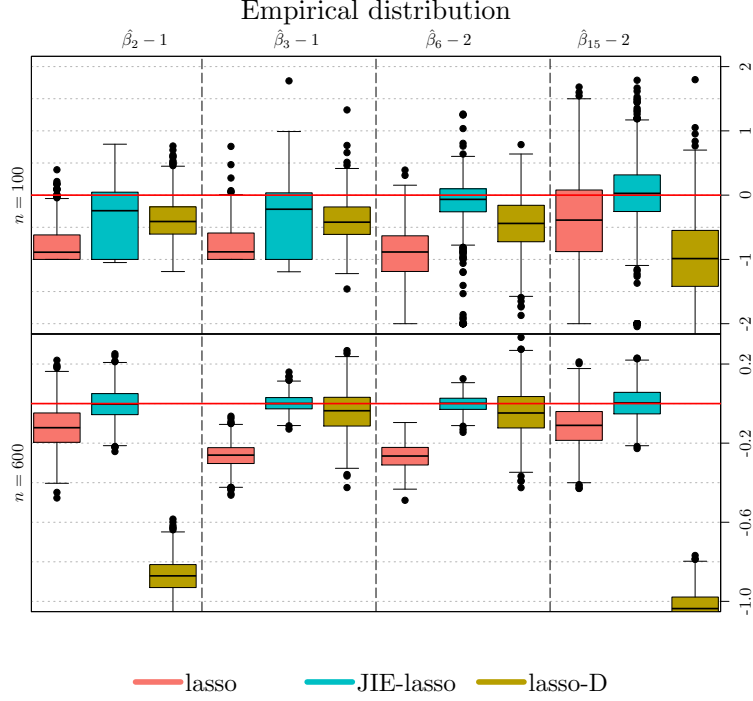 Empirical distribution
β̂₂ − 1 β̂₃ − 1 β̂₆ − 2 β̂₁₅ − 2
n = 100
2
1
0
-1
-2
n = 600
0.2
-0.2
-0.6
-1.0
lasso JIE-lasso lasso-D